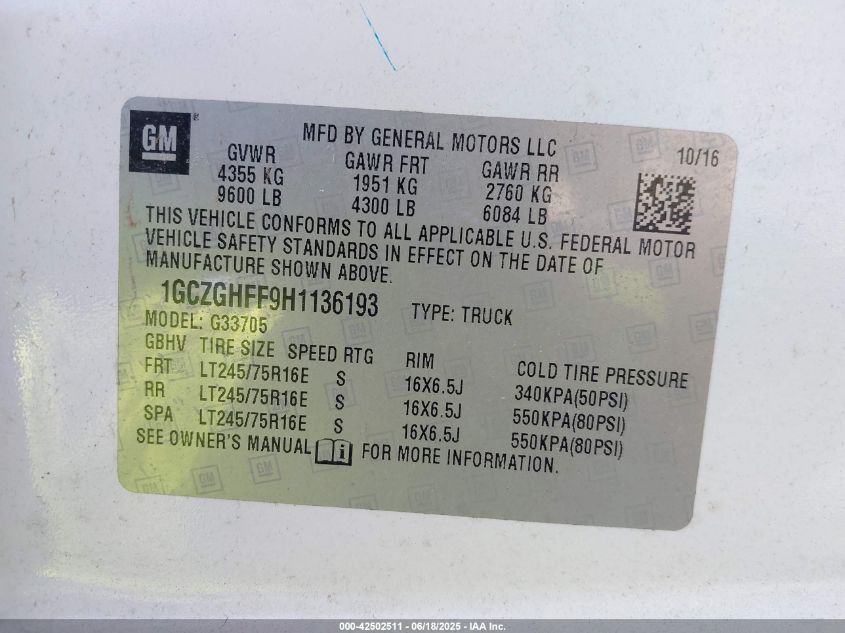 GM
MFD BY GENERAL MOTORS LLC
10/16
GVWR GAWR FRT GAWR RR
4355 KG 1951 KG 2760 KG
9600 LB 4300 LB 6084 LB
THIS VEHICLE CONFORMS TO ALL APPLICABLE U.S. FEDERAL MOTOR
VEHICLE SAFETY STANDARDS IN EFFECT ON THE DATE OF
MANUFACTURE SHOWN ABOVE.
1GCZGHFF9H1136193 TYPE: TRUCK
MODEL: G33705
GBHV TIRE SIZE SPEED RTG RIM COLD TIRE PRESSURE
FRT LT245/75R16E S 16X6.5J 340KPA(50PSI)
RR LT245/75R16E S 16X6.5J 550KPA(80PSI)
SPA LT245/75R16E S 16X6.5J 550KPA(80PSI)
SEE OWNER'S MANUAL FOR MORE INFORMATION.
000-42502511 - 06/18/2025 - IAA Inc.